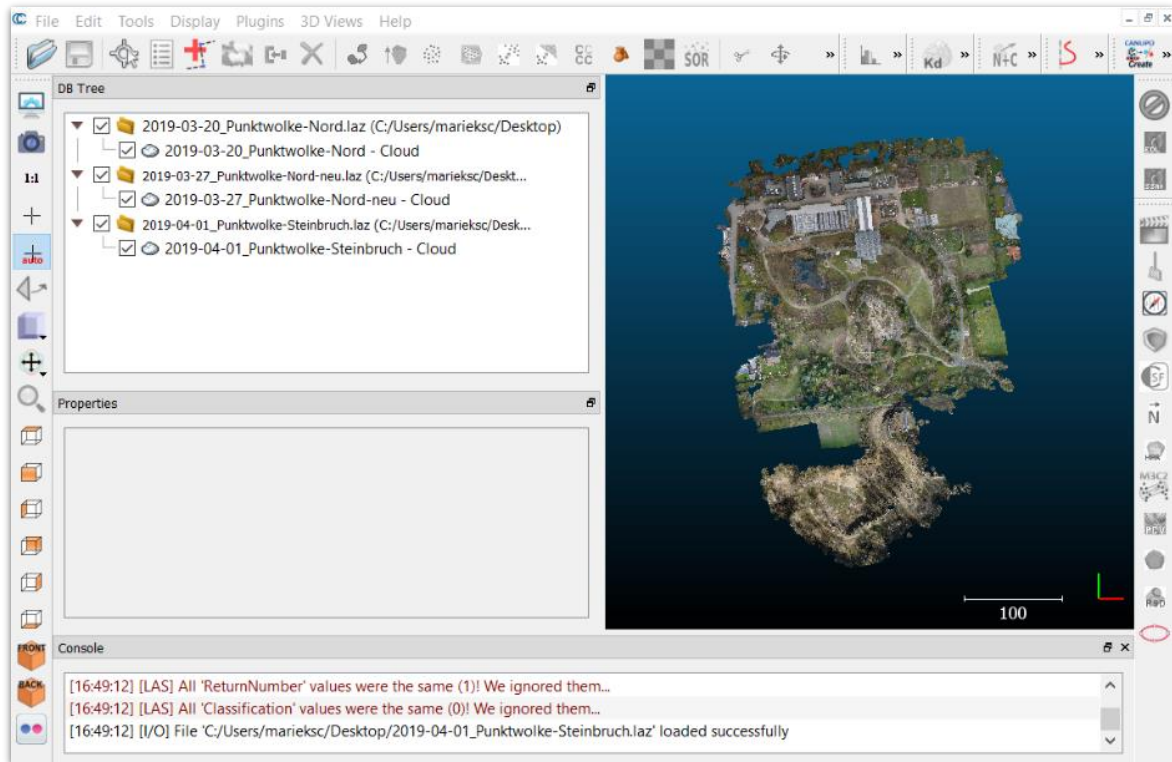 File Edit Tools Display Plugins 3D Views Help
SOR Kd N+C CANUPO Create
DB Tree
2019-03-20_Punktwolke-Nord.laz (C:/Users/marieksc/Desktop)
2019-03-20_Punktwolke-Nord - Cloud
2019-03-27_Punktwolke-Nord-neu.laz (C:/Users/marieksc/Deskt...
2019-03-27_Punktwolke-Nord-neu - Cloud
2019-04-01_Punktwolke-Steinbruch.laz (C:/Users/marieksc/Desk...
2019-04-01_Punktwolke-Steinbruch - Cloud
1:1
auto
Properties
FRONT
BACK
100
SF
N
M3C2
Console
[16:49:12] [LAS] All 'ReturnNumber' values were the same (1)! We ignored them...
[16:49:12] [LAS] All 'Classification' values were the same (0)! We ignored them...
[16:49:12] [I/O] File 'C:/Users/marieksc/Desktop/2019-04-01_Punktwolke-Steinbruch.laz' loaded successfully